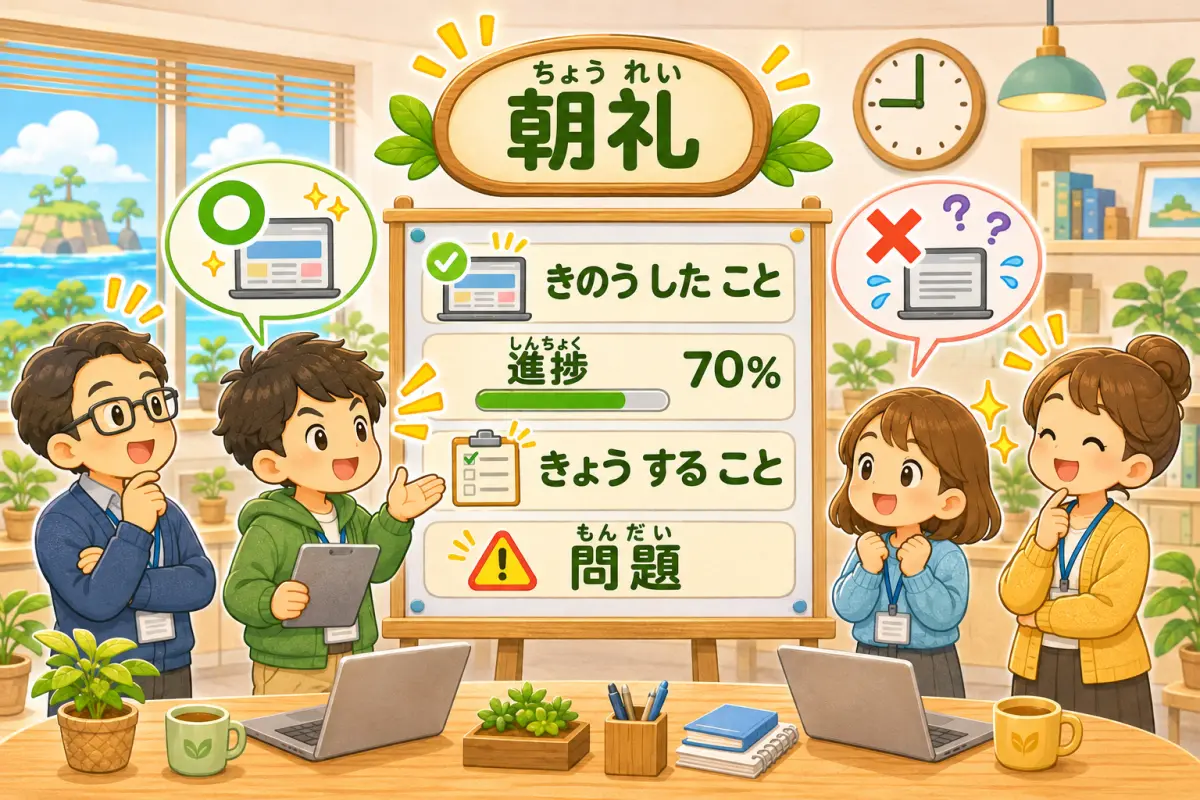 ちょう れい
朝礼
きのう した こと
しんちょく
進捗 70%
きょう する こと
もん だい
問題
? ?
!